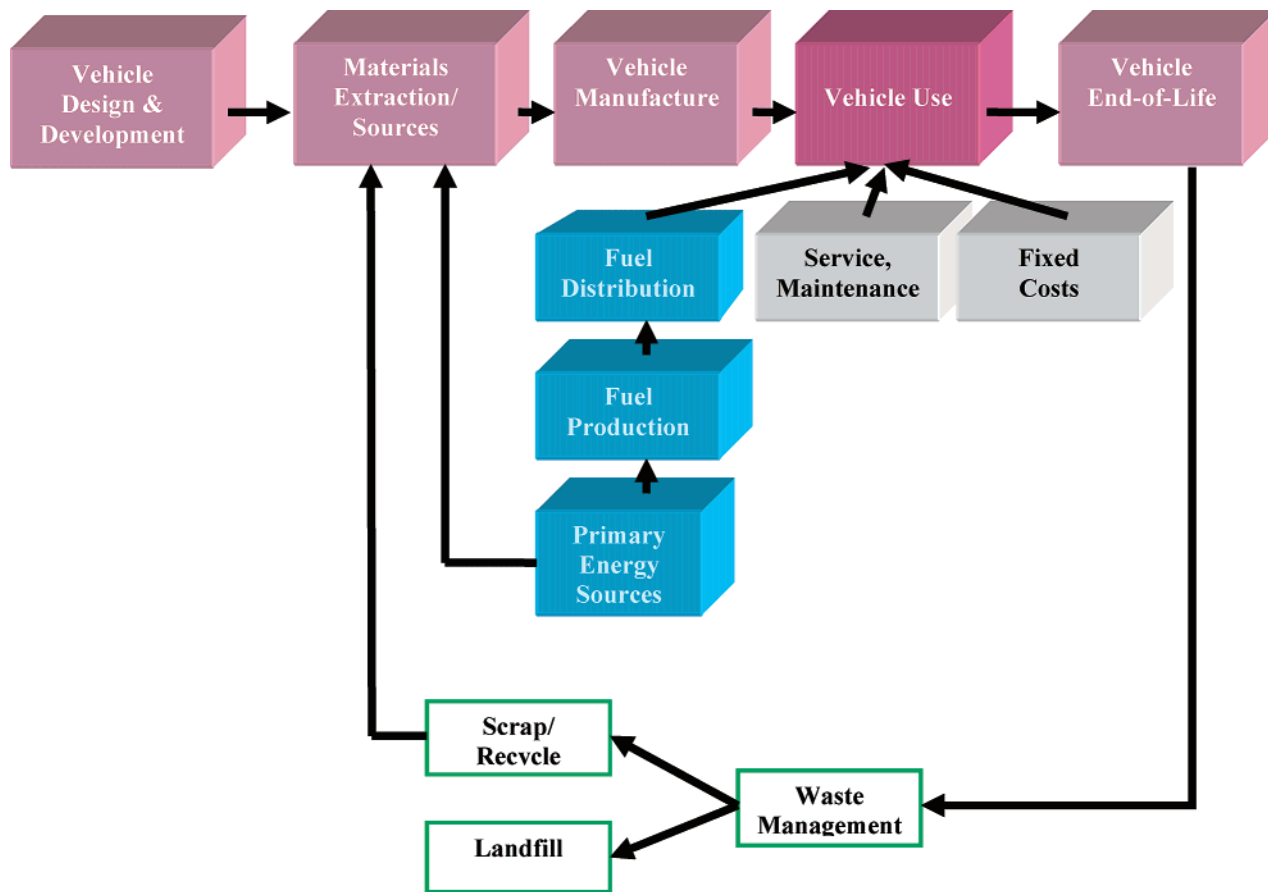 Vehicle
Design &
Development
Materials
Extraction/
Sources
Vehicle
Manufacture
Vehicle Use
Vehicle
End-of-Life
Fuel
Distribution
Service,
Maintenance
Fixed
Costs
Fuel
Production
Primary
Energy
Sources
Scrap/
Recycle
Waste
Management
Landfill